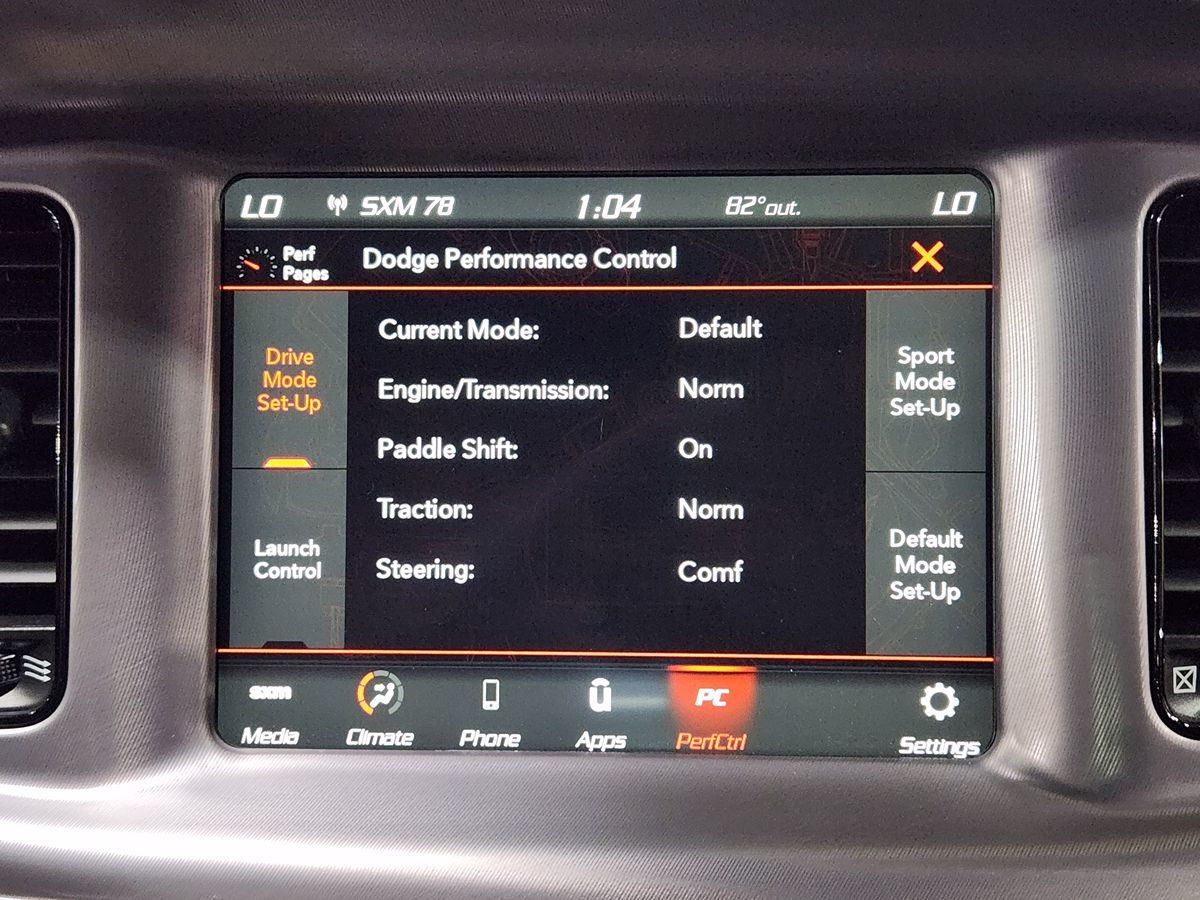 LO SXM 78 1:04 82°out. LO
Perf
Pages
Dodge Performance Control
Drive
Mode
Set-Up
Launch
Control
Current Mode: Default
Engine/Transmission: Norm
Paddle Shift: On
Traction: Norm
Steering: Comf
Sport
Mode
Set-Up
Default
Mode
Set-Up
sxm
Media
Climate
Phone
Apps
PC
PerfCtrl
Settings